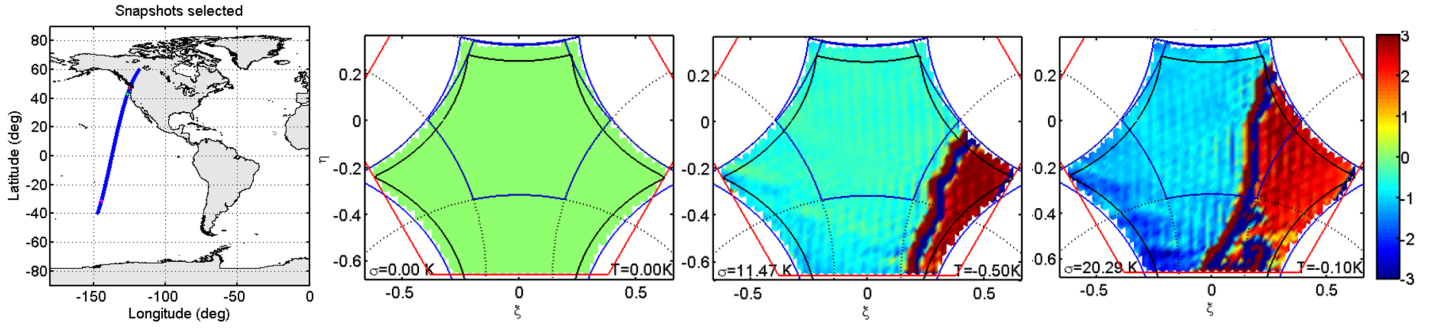 Snapshots selected
80
60
40
20
0
-20
-40
-60
-80
Latitude (deg)
-150 -100 -50 0
Longitude (deg)
η
0.2
0
-0.2
-0.4
-0.6
σ=0.00 K T=0.00K
-0.5 0 0.5
ξ
0.2
0
-0.2
-0.4
-0.6
σ=11.47 K T=-0.50K
-0.5 0 0.5
ξ
0.2
0
-0.2
-0.4
-0.6
σ=20.29 K T=-0.10K
-0.5 0 0.5
ξ
3
2
1
0
-1
-2
-3